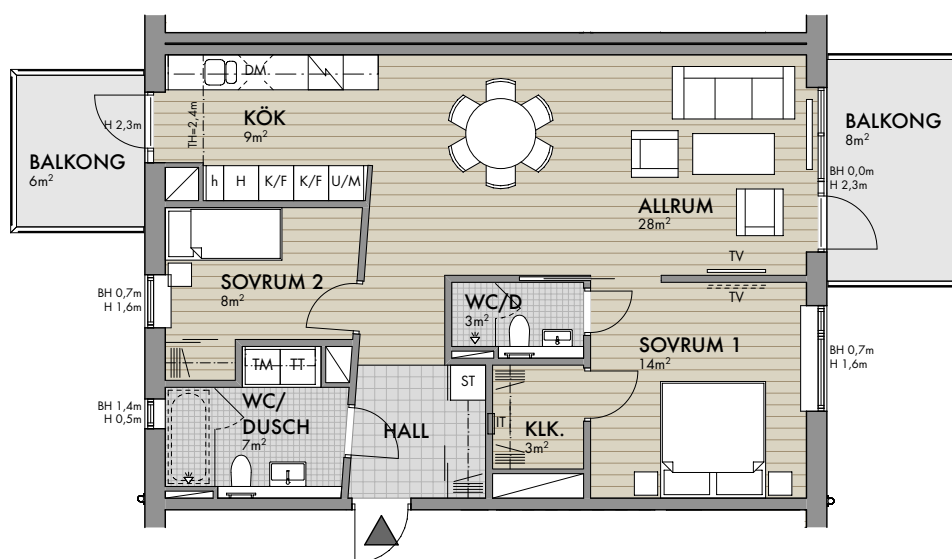 DM
KÖK
9m²
TH=2,4m
H 2,3m
BALKONG
6m²
BALKONG
8m²
BH 0,0m
H 2,3m
h
H
K/F
K/F
U/M
ALLRUM
28m²
TV
TV
SOVRUM 2
8m²
BH 0,7m
H 1,6m
WC/D
3m²
SOVRUM 1
14m²
BH 0,7m
H 1,6m
TM
TT
ST
BH 1,4m
H 0,5m
WC/
DUSCH
7m²
HALL
IT
KLK.
3m²